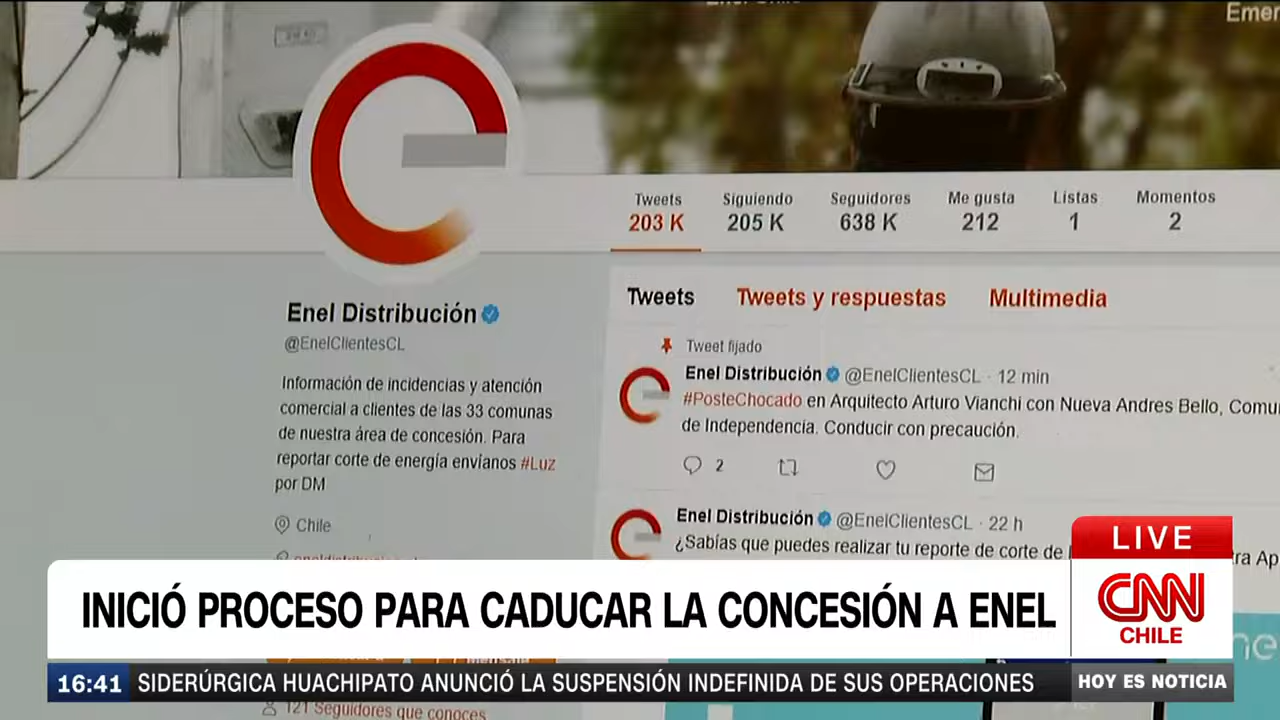 Emer
Tweets
203 K
Siguiendo
205 K
Seguidores
638 K
Me gusta
212
Listas
1
Momentos
2
Enel Distribución
@EnelClientesCL
Información de incidencias y atención
comercial a clientes de las 33 comunas
de nuestra área de concesión. Para
reportar corte de energía envíanos #Luz
por DM
Chile
Tweets Tweets y respuestas Multimedia
Tweet fijado
Enel Distribución @EnelClientesCL · 12 min
#PosteChocado en Arquitecto Arturo Vianchi con Nueva Andres Bello, Comu
de Independencia. Conducir con precaución.
2
Enel Distribución @EnelClientesCL · 22 h
¿Sabías que puedes realizar tu reporte de corte de
ra Ap
LIVE
INICIÓ PROCESO PARA CADUCAR LA CONCESIÓN A ENEL
CNN
CHILE
16:41 SIDERÚRGICA HUACHIPATO ANUNCIÓ LA SUSPENSIÓN INDEFINIDA DE SUS OPERACIONES
HOY ES NOTICIA
121 Seguidores que conoces